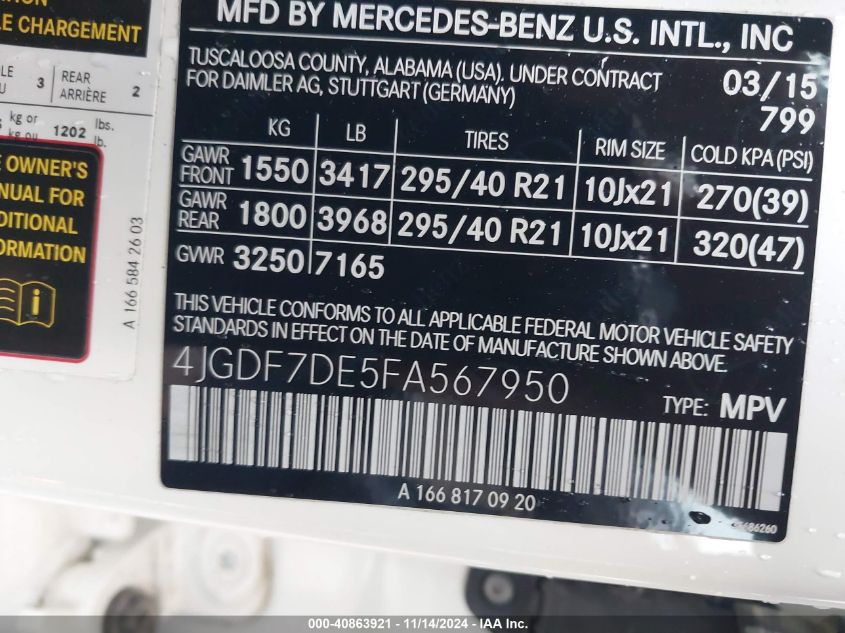 LE CHARGEMENT
3 REAR ARRIÈRE 2
kg or
kg ou 1202 lbs.
lb.
OWNER'S
FOR
A 166 584 26 03
MFD BY MERCEDES-BENZ U.S. INTL., INC
TUSCALOOSA COUNTY, ALABAMA (USA). UNDER CONTRACT
FOR DAIMLER AG, STUTTGART (GERMANY)
03/15
799
KG LB TIRES RIM SIZE COLD KPA (PSI)
GAWR FRONT 1550 3417 295/40 R21 10Jx21 270(39)
GAWR REAR 1800 3968 295/40 R21 10Jx21 320(47)
GVWR 3250 7165
THIS VEHICLE CONFORMS TO ALL APPLICABLE FEDERAL MOTOR VEHICLE SAFETY
STANDARDS IN EFFECT ON THE DATE OF MANUFACTURE SHOWN ABOVE.
4JGDF7DE5FA567950
TYPE: MPV
A 166 817 09 20
000-40863921 - 11/14/2024 - IAA Inc.